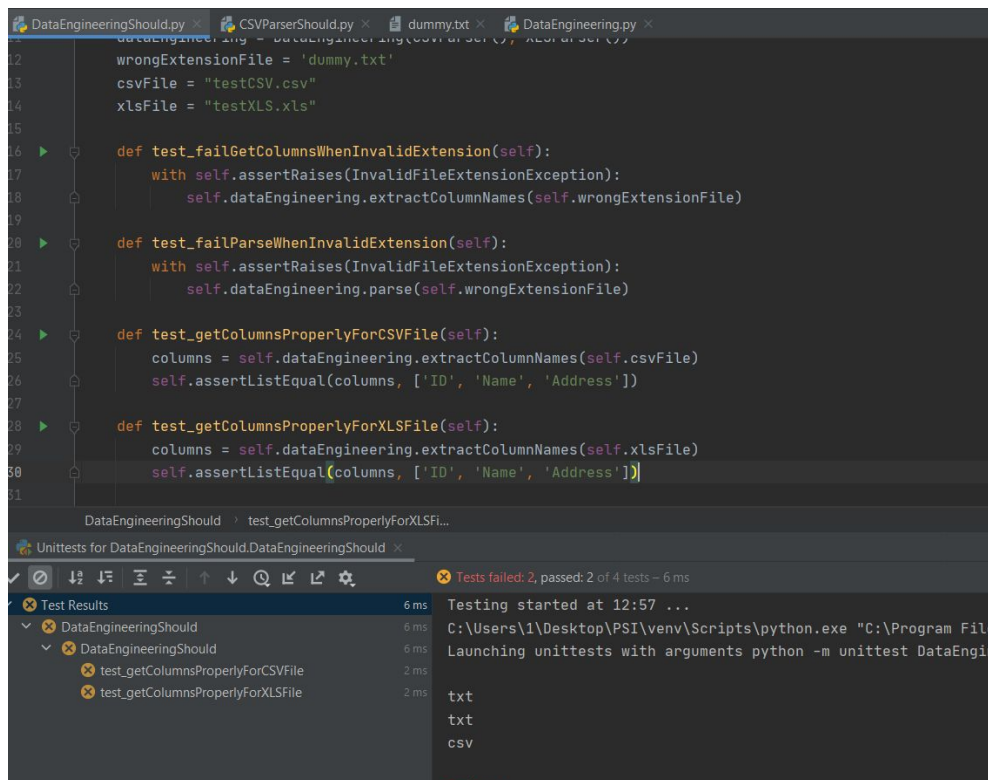 DataEngineeringShould.py × CSVParserShould.py × dummy.txt × DataEngineering.py ×
11 dataEngineering = DataEngineering(CSVParser(), XLSParser())
12 wrongExtensionFile = 'dummy.txt'
13 csvFile = "testCSV.csv"
14 xlsFile = "testXLS.xls"
15
16 def test_failGetColumnsWhenInvalidExtension(self):
17 with self.assertRaises(InvalidFileExtensionException):
18 self.dataEngineering.extractColumnNames(self.wrongExtensionFile)
19
20 def test_failParseWhenInvalidExtension(self):
21 with self.assertRaises(InvalidFileExtensionException):
22 self.dataEngineering.parse(self.wrongExtensionFile)
23
24 def test_getColumnsProperlyForCSVFile(self):
25 columns = self.dataEngineering.extractColumnNames(self.csvFile)
26 self.assertListEqual(columns, ['ID', 'Name', 'Address'])
27
28 def test_getColumnsProperlyForXLSFile(self):
29 columns = self.dataEngineering.extractColumnNames(self.xlsFile)
30 self.assertListEqual(columns, ['ID', 'Name', 'Address'])
31
DataEngineeringShould › test_getColumnsProperlyForXLSFi...
Unittests for DataEngineeringShould.DataEngineeringShould ×
Tests failed: 2, passed: 2 of 4 tests – 6 ms
Test Results 6 ms
DataEngineeringShould 6 ms
DataEngineeringShould 6 ms
test_getColumnsProperlyForCSVFile 2 ms
test_getColumnsProperlyForXLSFile 2 ms
Testing started at 12:57 ...
C:\Users\1\Desktop\PSI\venv\Scripts\python.exe "C:\Program Fil
Launching unittests with arguments python -m unittest DataEngi
txt
txt
csv